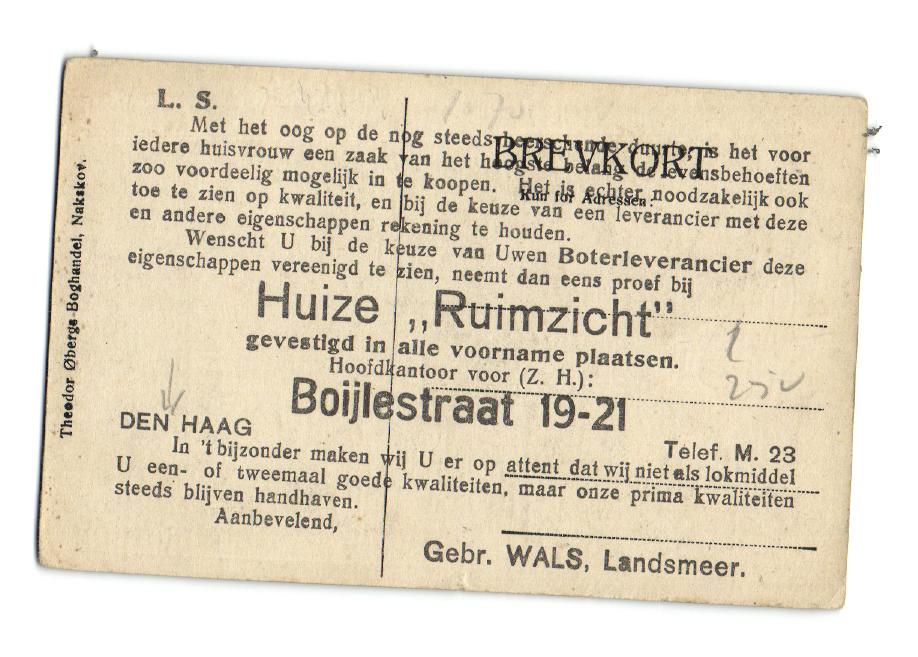 L. S.
Met het oog op de nog steeds heerschende duurte is het voor
iedere huisvrouw een zaak van het hoogste belang de levensbehoeften
zoo voordeelig mogelijk in te koopen. Het is echter noodzakelijk ook
toe te zien op kwaliteit, en bij de keuze van een leverancier met deze
en andere eigenschappen rekening te houden.
Wenscht U bij de keuze van Uwen Boterleverancier deze
eigenschappen vereenigd te zien, neemt dan eens proef bij
Huize „Ruimzicht"
gevestigd in alle voorname plaatsen.
Hoofdkantoor voor (Z. H.):
Boijlestraat 19-21
DEN HAAG
Telef. M. 23
In 't bijzonder maken wij U er op attent dat wij niet als lokmiddel
U een- of tweemaal goede kwaliteiten, maar onze prima kwaliteiten
steeds blijven handhaven.
Aanbevelend,
Gebr. WALS, Landsmeer.
BREVKORT
Kun for Adressen.
Theodor Øbergs Boghandel, Nakskov.